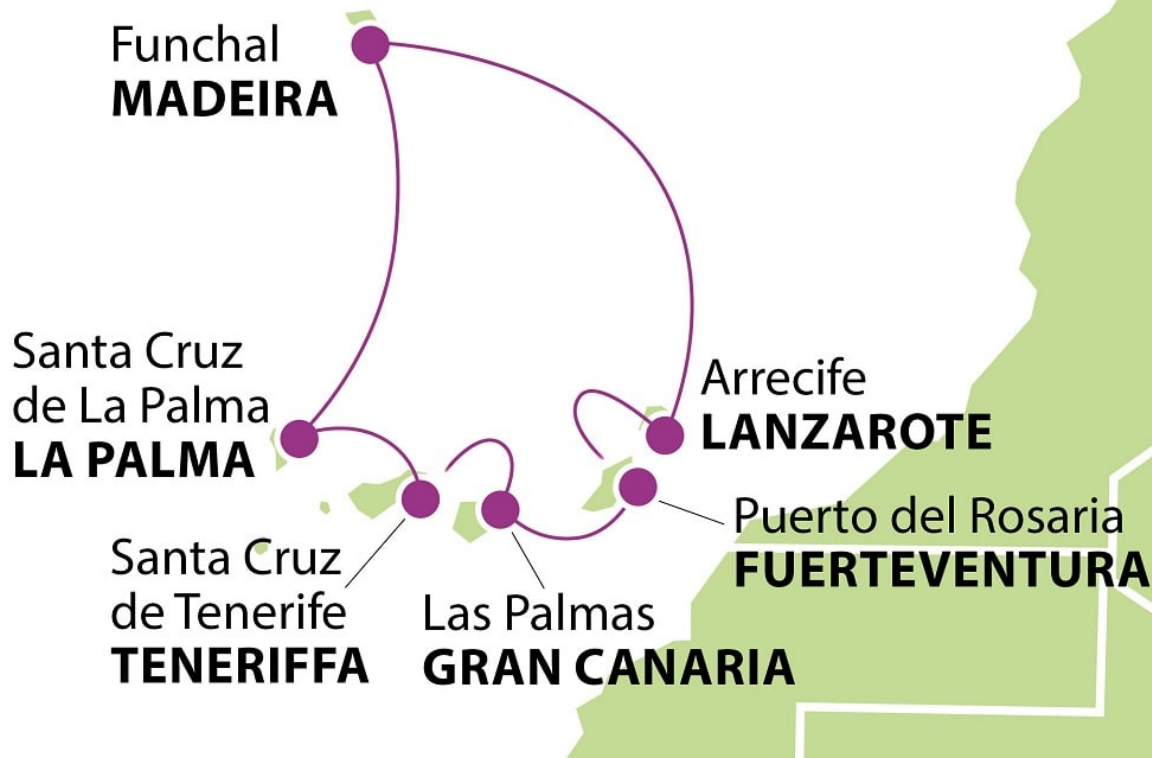 Funchal
MADEIRA
Santa Cruz
de La Palma
LA PALMA
Arrecife
LANZAROTE
Puerto del Rosaria
FUERTEVENTURA
Santa Cruz
de Tenerife
TENERIFFA
Las Palmas
GRAN CANARIA